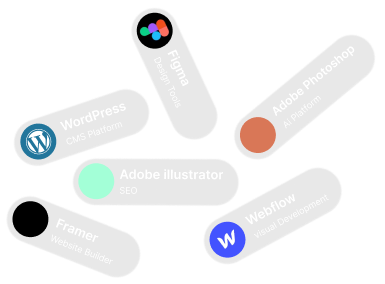 Figma
Design Tools
Adobe Photoshop
AI Platform
WordPress
CMS Platform
Adobe illustrator
SEO
Framer
Website Builder
Webflow
Visual Development